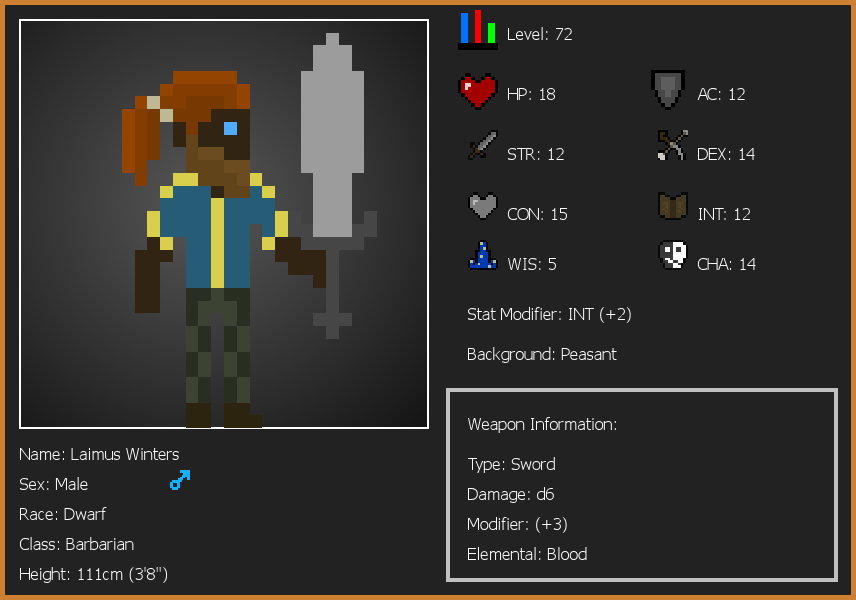 Level: 72
HP: 18
AC: 12
STR: 12
DEX: 14
CON: 15
INT: 12
WIS: 5
CHA: 14
Stat Modifier: INT (+2)
Background: Peasant
Weapon Information:
Type: Sword
Damage: d6
Modifier: (+3)
Elemental: Blood
Name: Laimus Winters
Sex: Male
Race: Dwarf
Class: Barbarian
Height: 111cm (3'8")